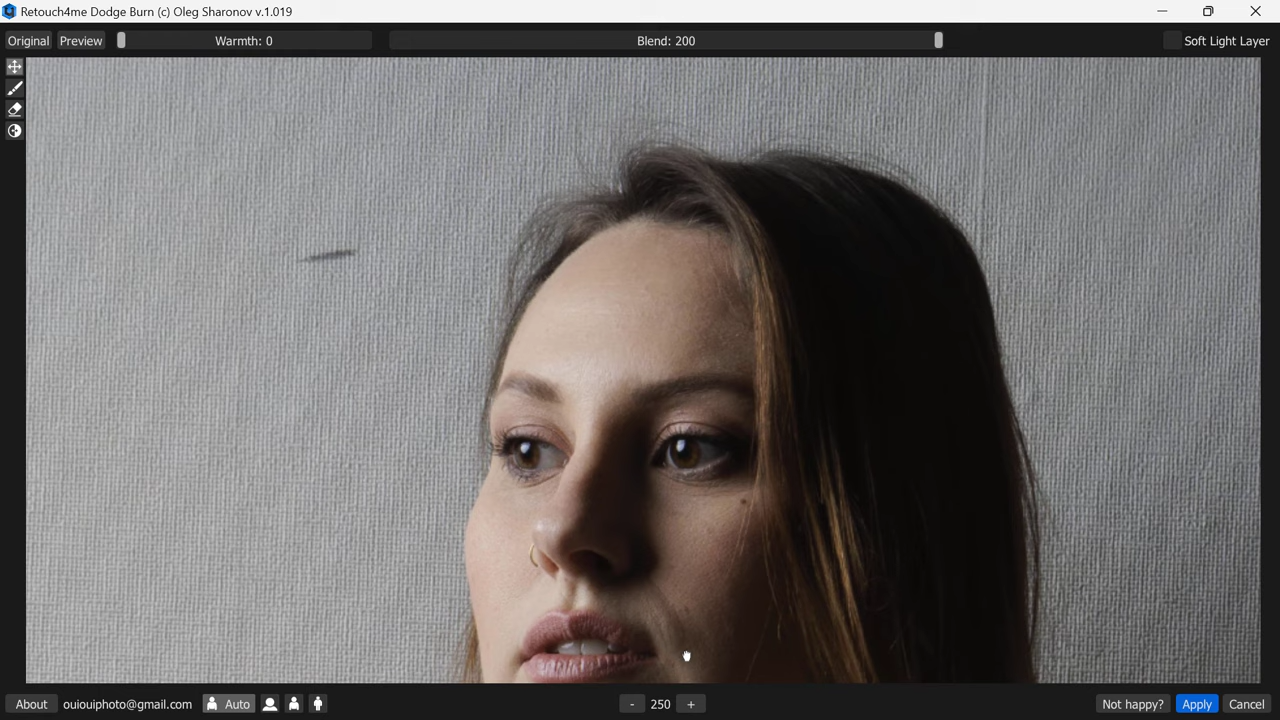 Retouch4me Dodge Burn (c) Oleg Sharonov v.1.019
Original Preview Warmth: 0 Blend: 200 Soft Light Layer
About ouiouiphoto@gmail.com Auto - 250 + Not happy? Apply Cancel